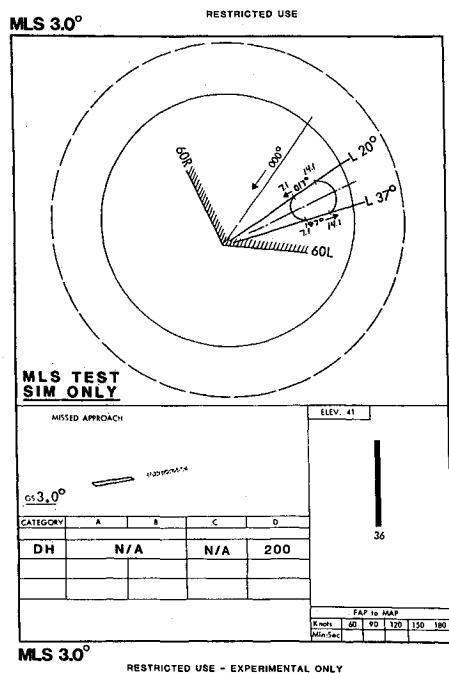 RESTRICTED USE
MLS 3.0°
60R
000°
L 20°
7.1 017° 14.1
L 37°
7.1 197° 14.1
60L
MLS TEST
SIM ONLY
MISSED APPROACH
ELEV. 41
GS 3.0°
36
CATEGORY A B C D
DH N/A N/A 200
FAP to MAP
Knots 60 90 120 150 180
Min:Sec
MLS 3.0°
RESTRICTED USE - EXPERIMENTAL ONLY